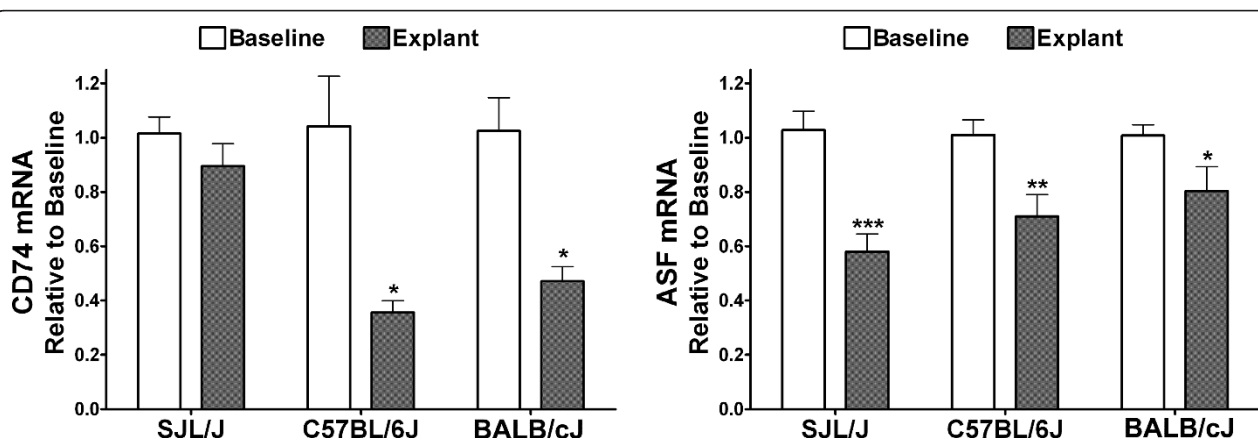 Baseline Explant
CD74 mRNA
Relative to Baseline
1.2
1.0
0.8
0.6
0.4
0.2
0.0
*
*
SJL/J C57BL/6J BALB/cJ
Baseline Explant
ASF mRNA
Relative to Baseline
1.2
1.0
0.8
0.6
0.4
0.2
0.0
***
**
*
SJL/J C57BL/6J BALB/cJ